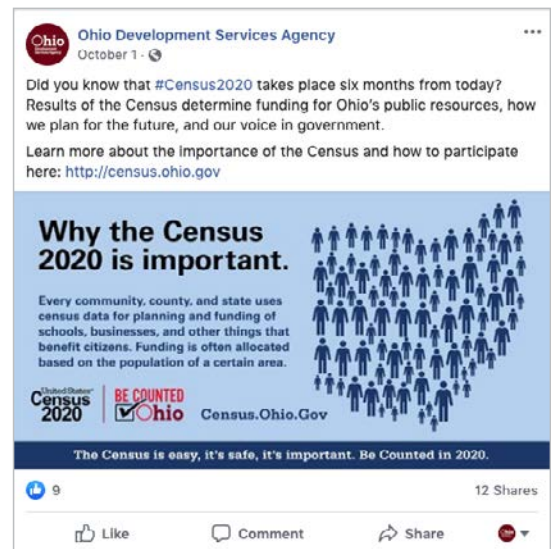 Ohio
Ohio Development Services Agency
October 1 ·
Did you know that #Census2020 takes place six months from today?
Results of the Census determine funding for Ohio's public resources, how
we plan for the future, and our voice in government.
Learn more about the importance of the Census and how to participate
here: http://census.ohio.gov
Why the Census
2020 is important.
Every community, county, and state uses
census data for planning and funding of
schools, businesses, and other things that
benefit citizens. Funding is often allocated
based on the population of a certain area.
United States®
Census
2020
BE COUNTED
Ohio
Census.Ohio.Gov
The Census is easy, it's safe, it's important. Be Counted in 2020.
9
12 Shares
Like
Comment
Share